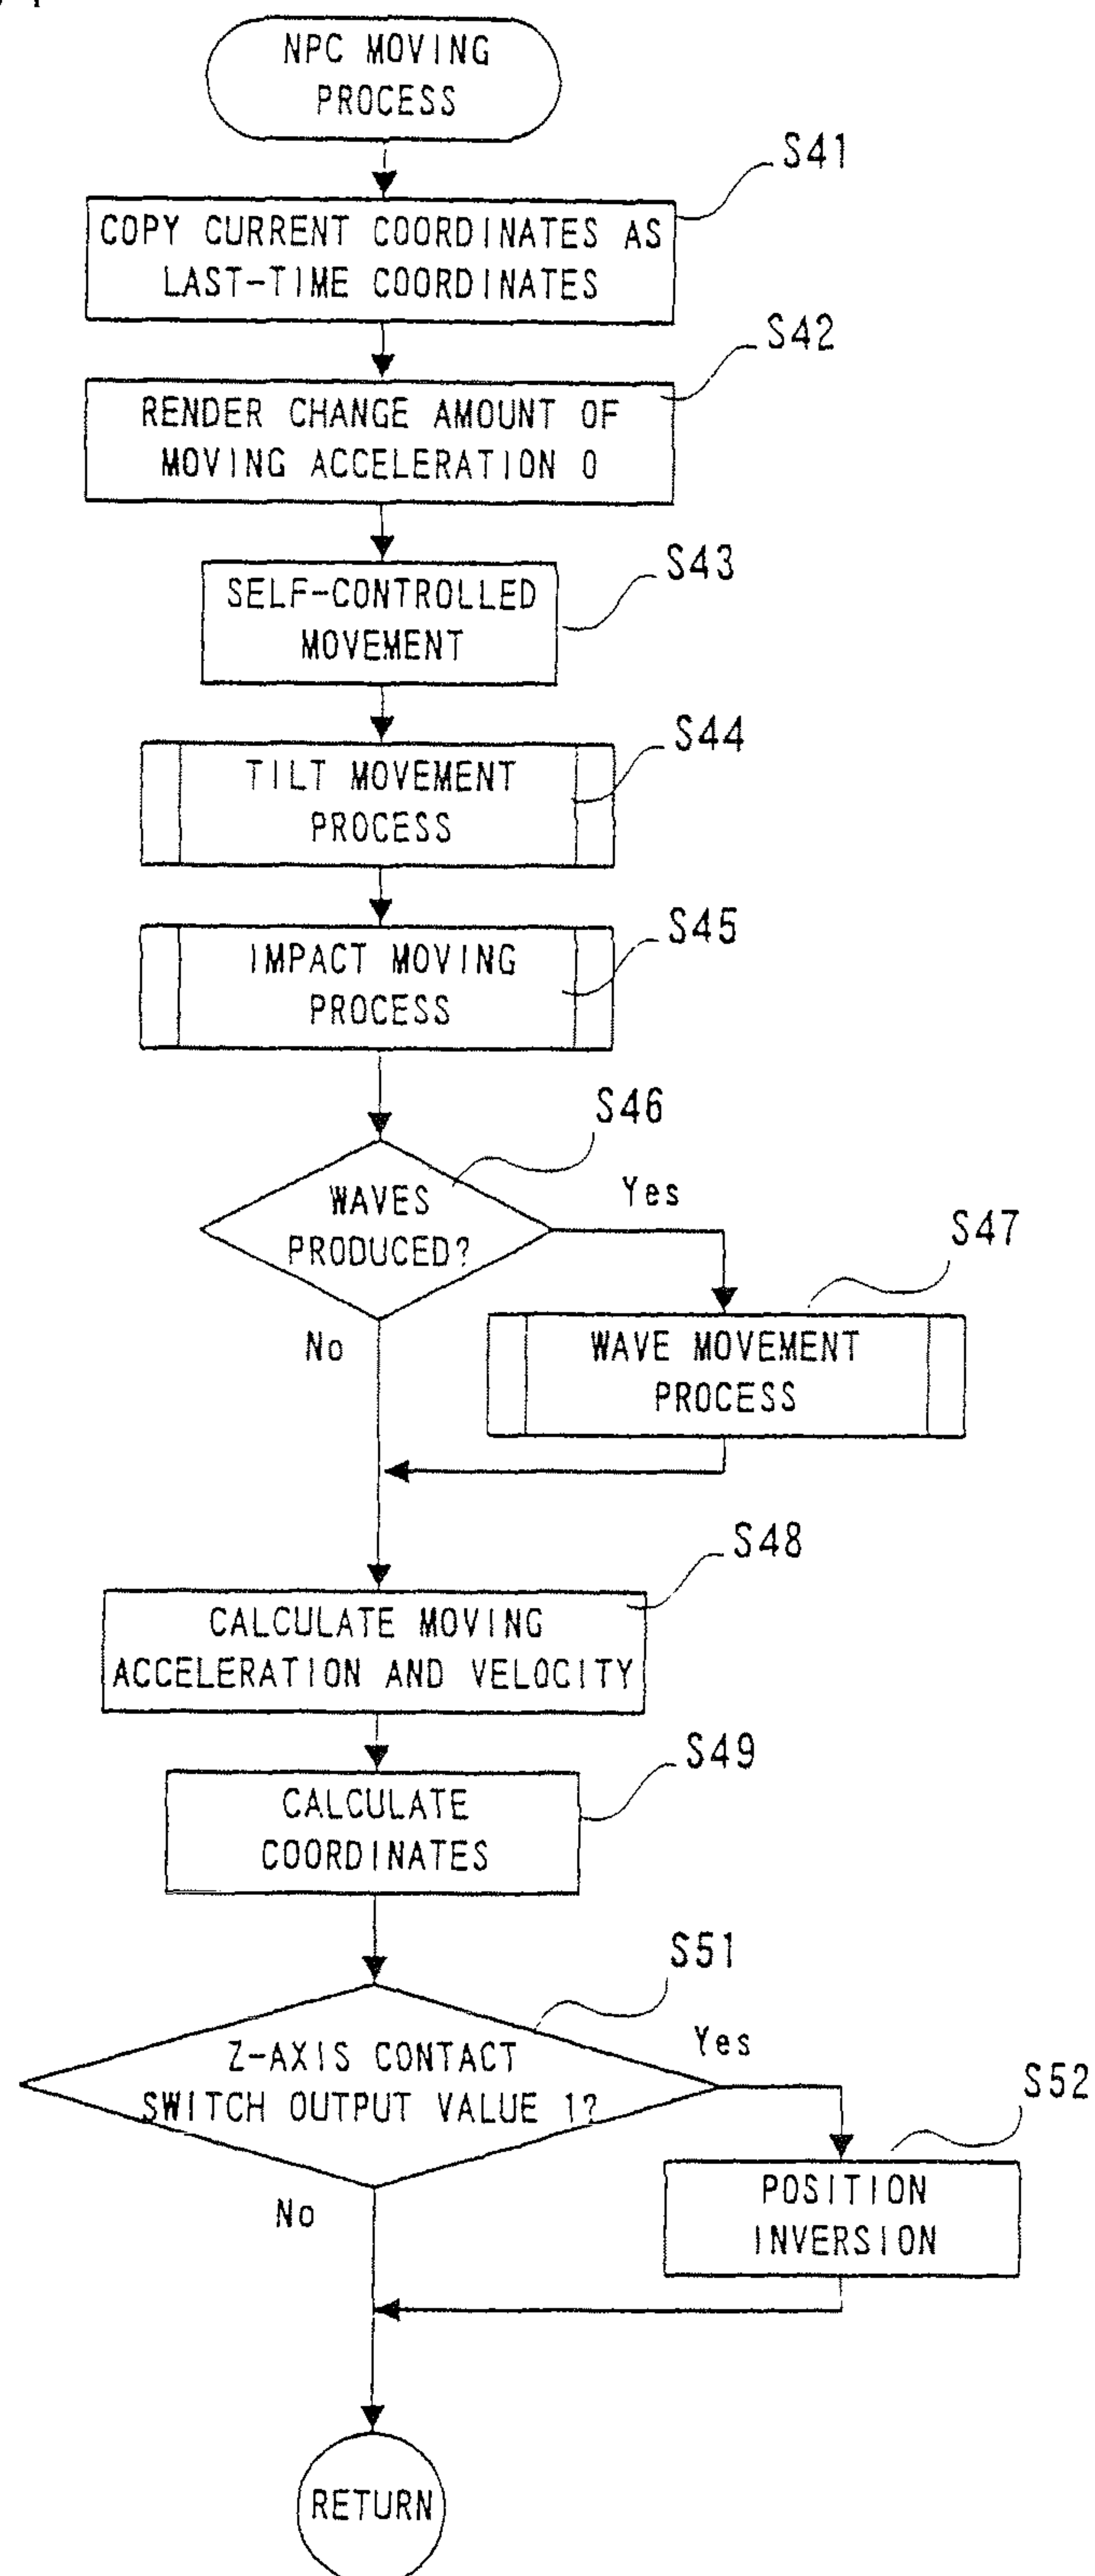 NPC MOVING
PROCESS
S41
COPY CURRENT COORDINATES AS
LAST-TIME COORDINATES
S42
RENDER CHANGE AMOUNT OF
MOVING ACCELERATION 0
S43
SELF-CONTROLLED
MOVEMENT
S44
TILT MOVEMENT
PROCESS
S45
IMPACT MOVING
PROCESS
S46
WAVES
PRODUCED?
Yes
No
S47
WAVE MOVEMENT
PROCESS
S48
CALCULATE MOVING
ACCELERATION AND VELOCITY
S49
CALCULATE
COORDINATES
S51
Z-AXIS CONTACT
SWITCH OUTPUT VALUE 1?
Yes
No
S52
POSITION
INVERSION
RETURN